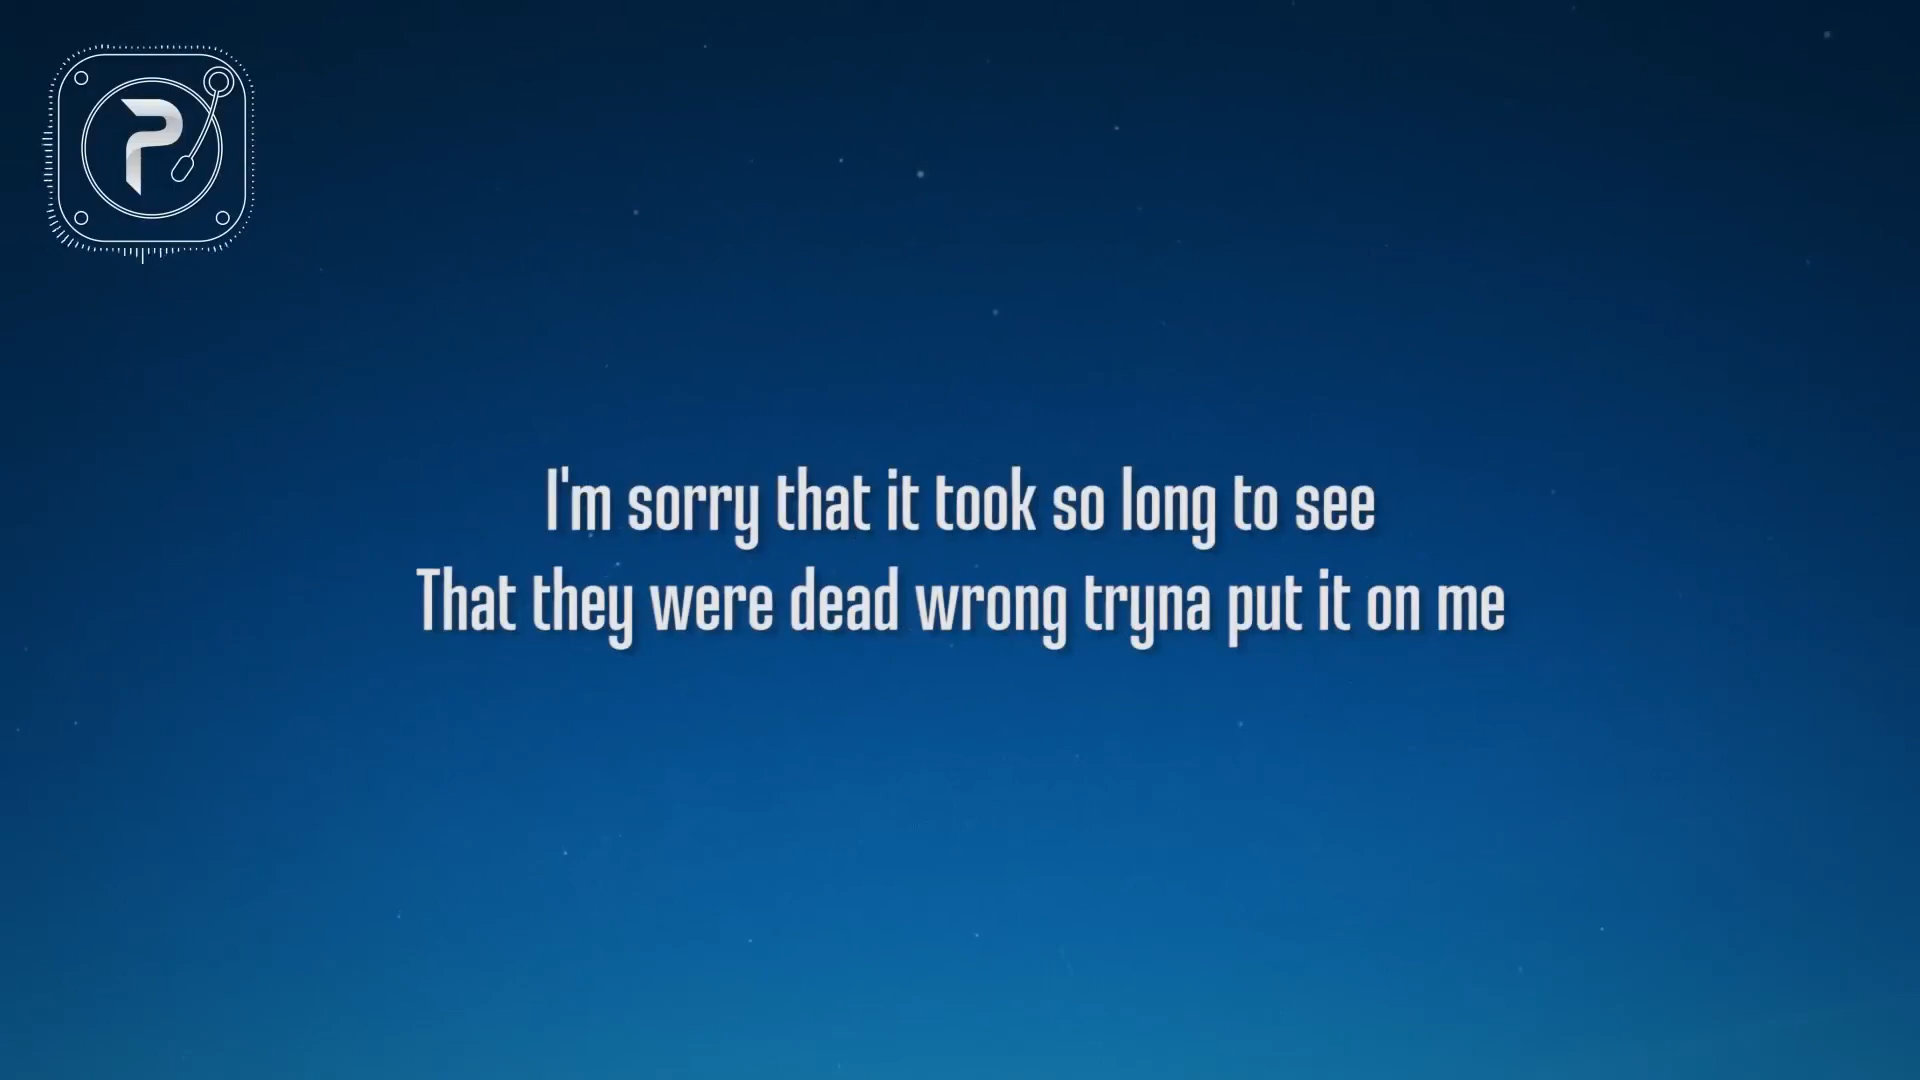 P
I'm sorry that it took so long to see
That they were dead wrong tryna put it on me